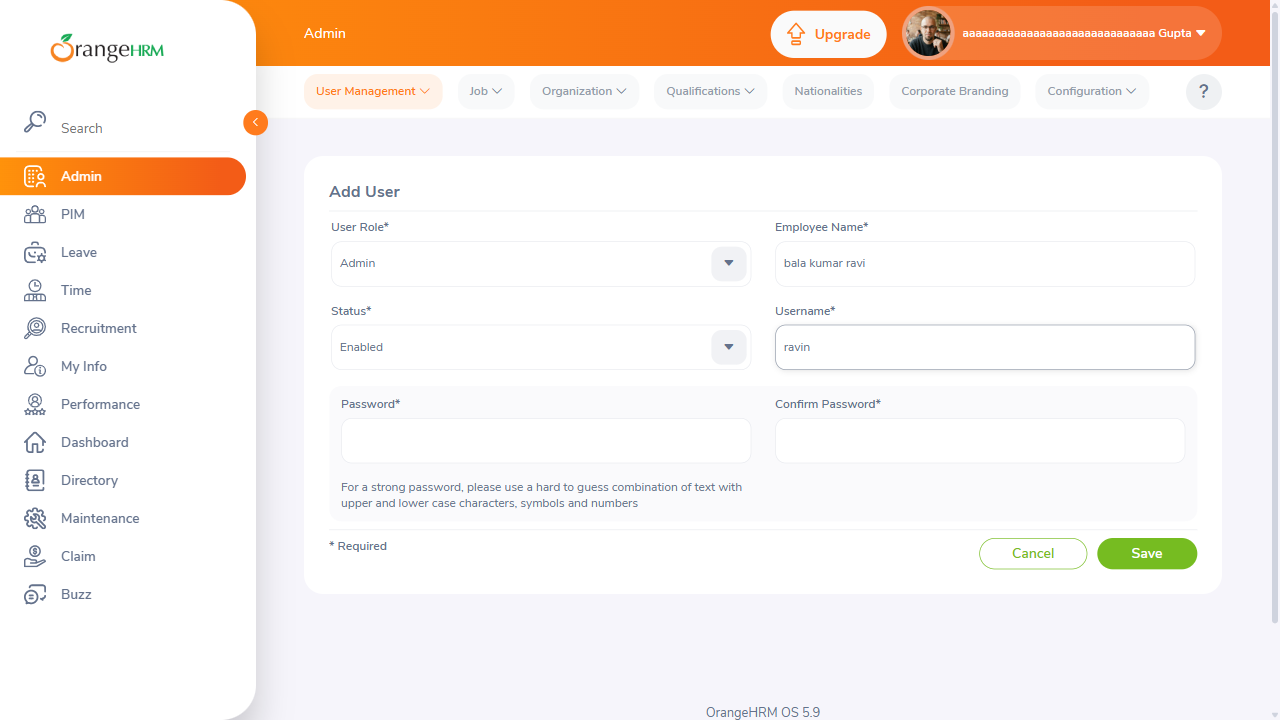 OrangeHRM
Admin
Upgrade
aaaaaaaaaaaaaaaaaaaaaaaaaaaaaa Gupta
Search
Admin
PIM
Leave
Time
Recruitment
My Info
Performance
Dashboard
Directory
Maintenance
Claim
Buzz
User Management
Job
Organization
Qualifications
Nationalities
Corporate Branding
Configuration
?
Add User
User Role*
Admin
Employee Name*
bala kumar ravi
Status*
Enabled
Username*
ravin
Password*
Confirm Password*
For a strong password, please use a hard to guess combination of text with
upper and lower case characters, symbols and numbers
* Required
Cancel
Save
OrangeHRM OS 5.9